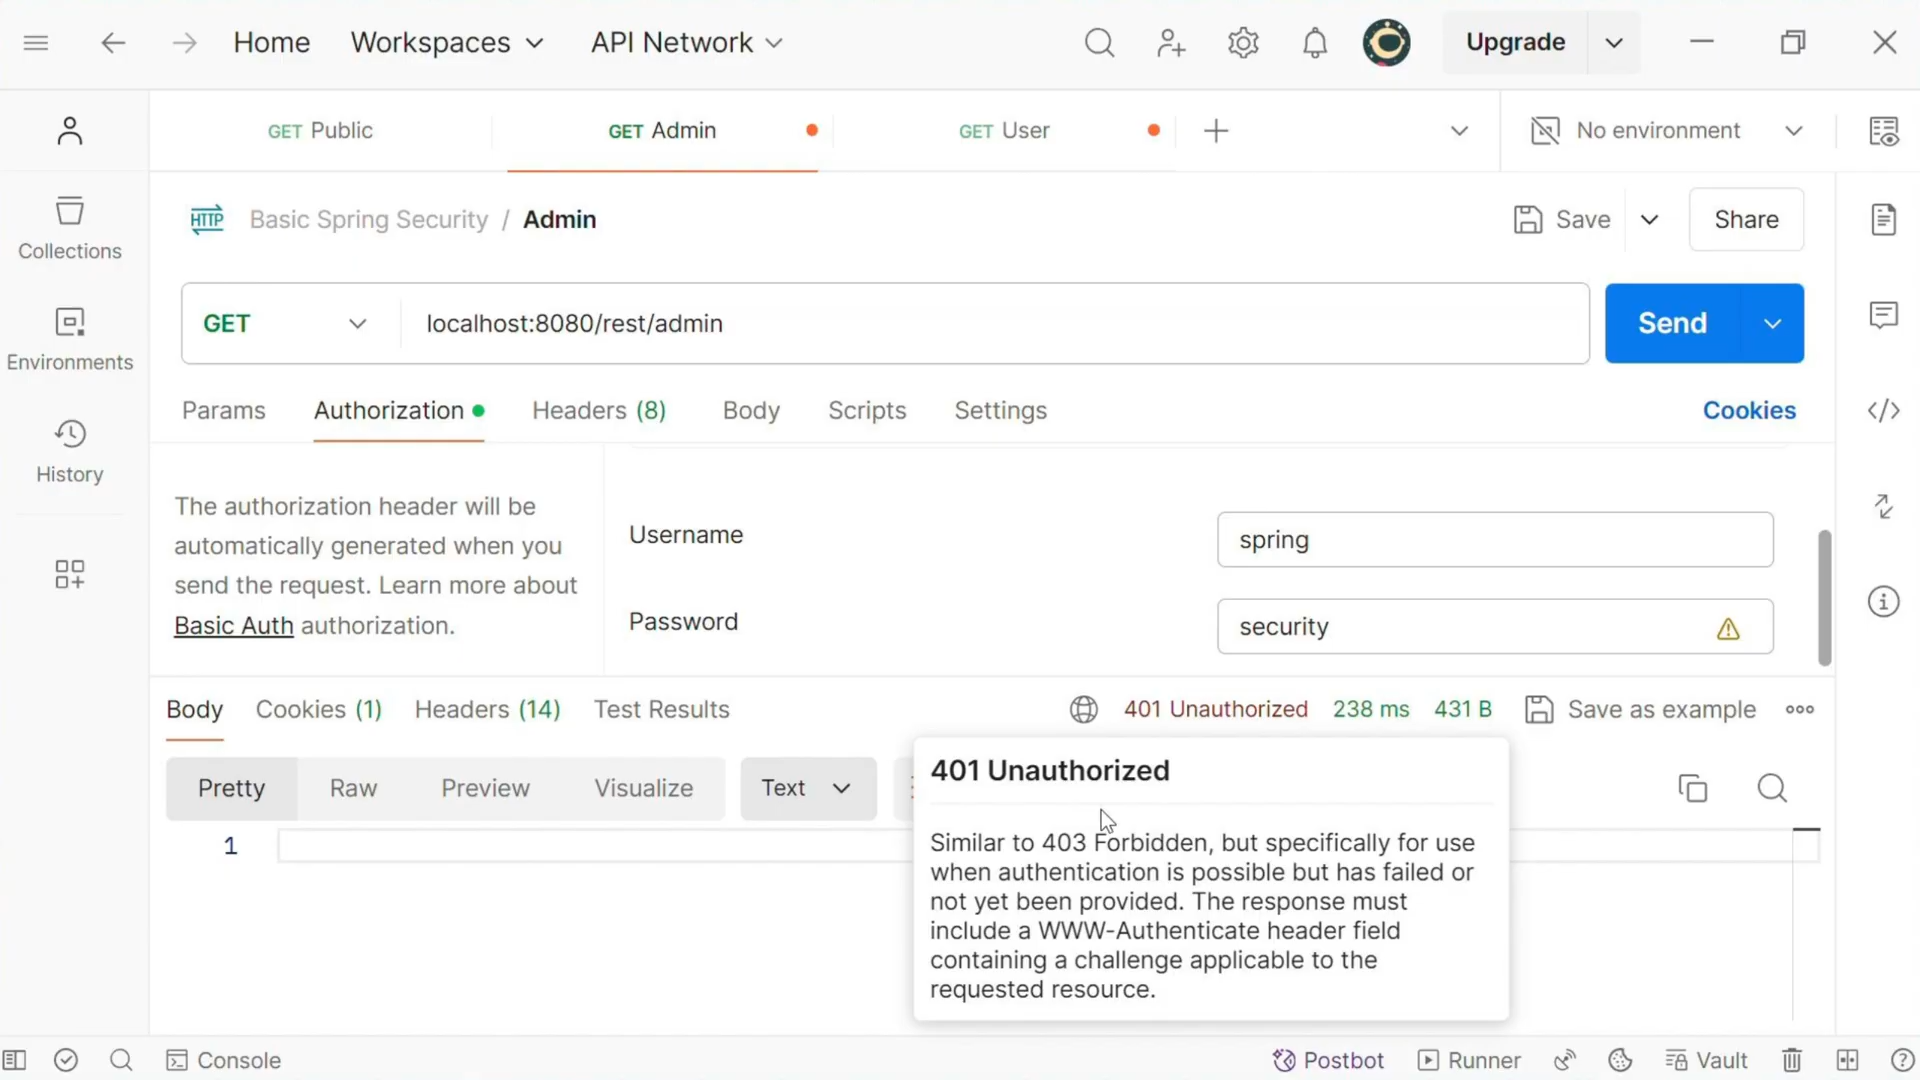 Home Workspaces API Network Upgrade
GET Public GET Admin GET User No environment
HTTP Basic Spring Security / Admin Save Share
GET localhost:8080/rest/admin Send
Params Authorization Headers (8) Body Scripts Settings Cookies
Collections
Environments
History
The authorization header will be
automatically generated when you
send the request. Learn more about
Basic Auth authorization.
Username spring
Password security
Body Cookies (1) Headers (14) Test Results 401 Unauthorized 238 ms 431 B Save as example
Pretty Raw Preview Visualize Text
1
401 Unauthorized
Similar to 403 Forbidden, but specifically for use
when authentication is possible but has failed or
not yet been provided. The response must
include a WWW-Authenticate header field
containing a challenge applicable to the
requested resource.
Console Postbot Runner Vault